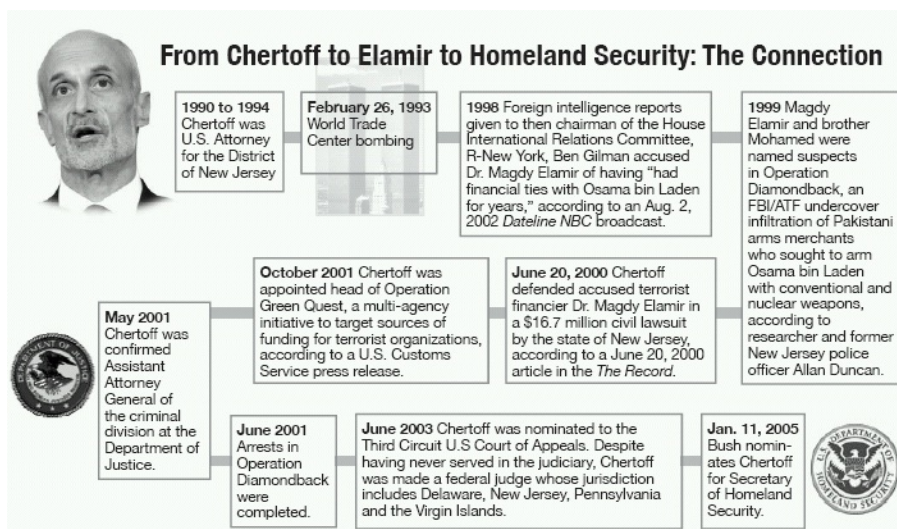 From Chertoff to Elamir to Homeland Security: The Connection
1990 to 1994
Chertoff was
U.S. Attorney
for the District
of New Jersey
February 26, 1993
World Trade
Center bombing
1998 Foreign intelligence reports
given to then chairman of the House
International Relations Committee,
R-New York, Ben Gilman accused
Dr. Magdy Elamir of having “had
financial ties with Osama bin Laden
for years,” according to an Aug. 2,
2002 Dateline NBC broadcast.
1999 Magdy
Elamir and brother
Mohamed were
named suspects
in Operation
Diamondback, an
FBI/ATF undercover
infiltration of Pakistani
arms merchants
who sought to arm
Osama bin Laden
with conventional and
nuclear weapons,
according to
researcher and former
New Jersey police
officer Allan Duncan.
June 20, 2000 Chertoff
defended accused terrorist
financier Dr. Magdy Elamir in
a $16.7 million civil lawsuit
by the state of New Jersey,
according to a June 20, 2000
article in the The Record.
October 2001 Chertoff was
appointed head of Operation
Green Quest, a multi-agency
initiative to target sources of
funding for terrorist organizations,
according to a U.S. Customs
Service press release.
May 2001
Chertoff was
confirmed
Assistant
Attorney
General of
the criminal
division at the
Department of
Justice.
June 2001
Arrests in
Operation
Diamondback
were
completed.
June 2003 Chertoff was nominated to the
Third Circuit U.S Court of Appeals. Despite
having never served in the judiciary, Chertoff
was made a federal judge whose jurisdiction
includes Delaware, New Jersey, Pennsylvania
and the Virgin Islands.
Jan. 11, 2005
Bush nomin-
ates Chertoff
for Secretary
of Homeland
Security.
U.S. DEPARTMENT OF
HOMELAND SECURITY